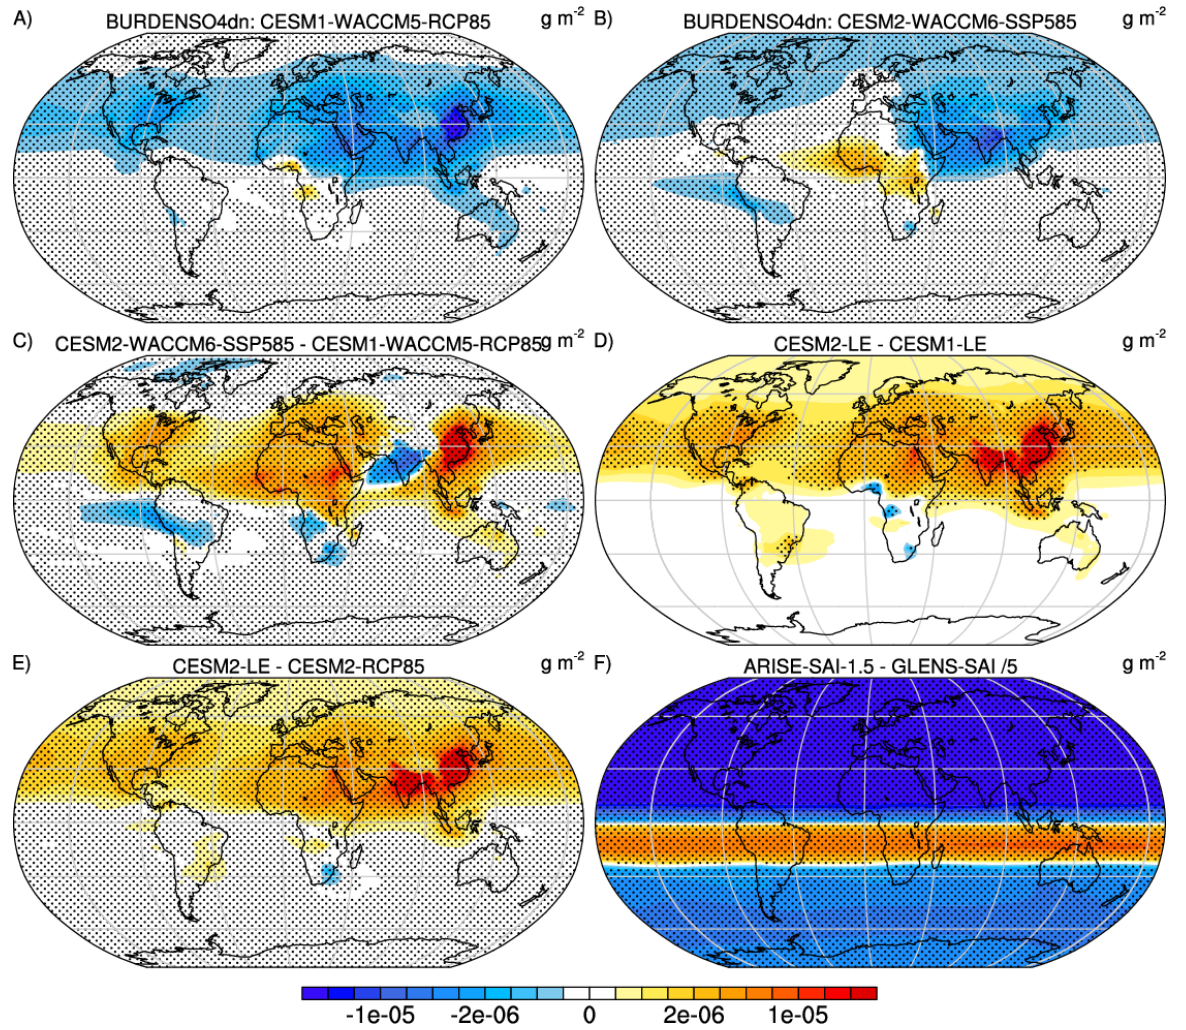 A) BURDENSO4dn: CESM1-WACCM5-RCP85 g m-2
B) BURDENSO4dn: CESM2-WACCM6-SSP585 g m-2
C) CESM2-WACCM6-SSP585 - CESM1-WACCM5-RCP85 g m-2
D) CESM2-LE - CESM1-LE g m-2
E) CESM2-LE - CESM2-RCP85 g m-2
F) ARISE-SAI-1.5 - GLENS-SAI /5 g m-2
-1e-05 -2e-06 0 2e-06 1e-05